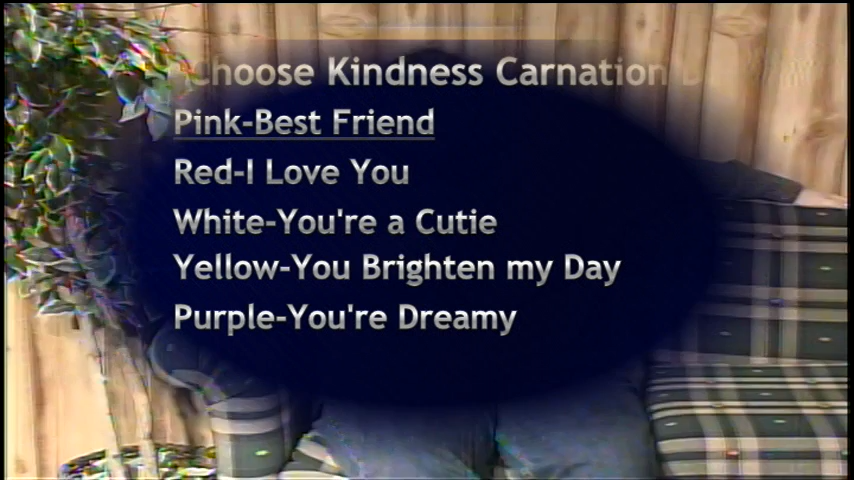 Choose Kindness Carnation D
Pink-Best Friend
Red-I Love You
White-You're a Cutie
Yellow-You Brighten my Day
Purple-You're Dreamy